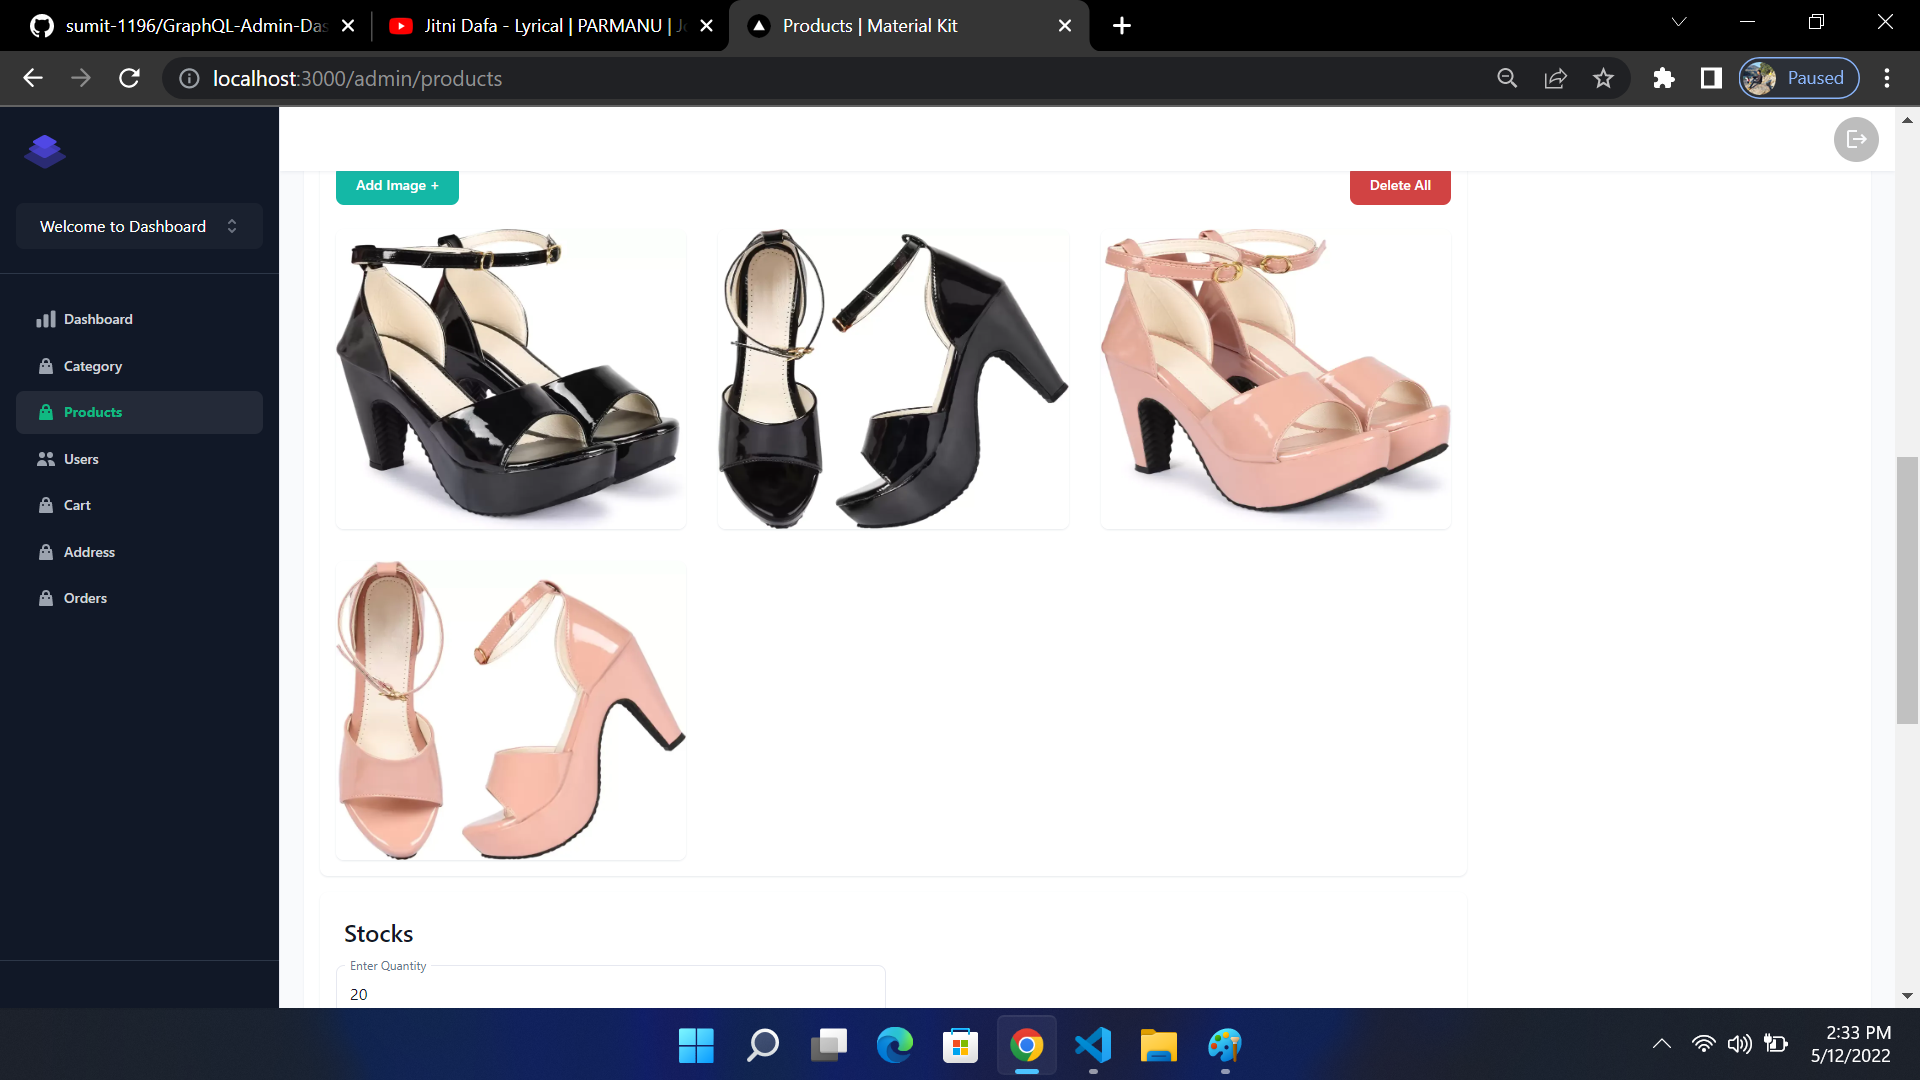 sumit-1196/GraphQL-Admin-Das
Jitni Dafa - Lyrical | PARMANU | Jo
Products | Material Kit
localhost:3000/admin/products
Paused
Welcome to Dashboard
Dashboard
Category
Products
Users
Cart
Address
Orders
Add Image +
Delete All
Stocks
Enter Quantity
20
2:33 PM
5/12/2022